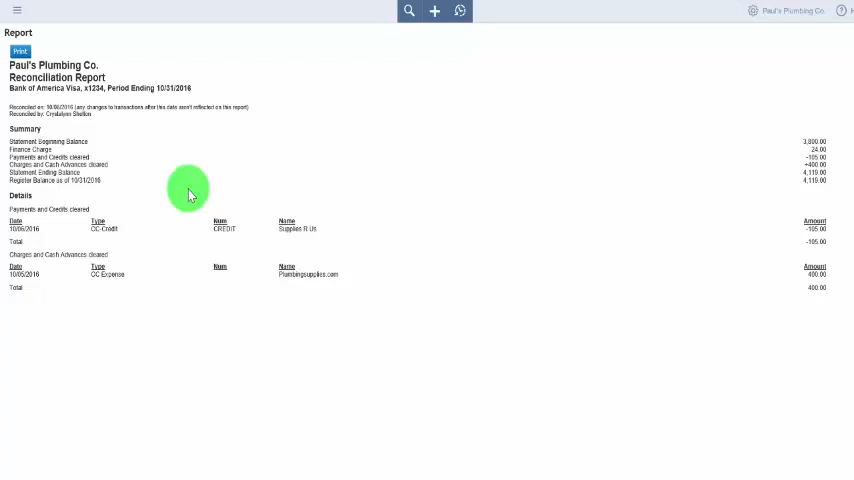 Paul's Plumbing Co.
Report
Print
Paul's Plumbing Co.
Reconciliation Report
Bank of America Visa, x1234, Period Ending 10/31/2016
Reconciled on: 10/06/2016 (any changes to transactions after this date aren't reflected on this report)
Reconciled by: Crystalynn Shelton
Summary
Statement Beginning Balance 3,800.00
Finance Charge 24.00
Payments and Credits cleared -105.00
Charges and Cash Advances cleared +400.00
Statement Ending Balance 4,119.00
Register Balance as of 10/31/2016 4,119.00
Details
Payments and Credits cleared
Date Type Num Name Amount
10/06/2016 CC-Credit CREDIT Supplies R Us -105.00
Total -105.00
Charges and Cash Advances cleared
Date Type Num Name Amount
10/05/2016 CC Expense Plumbingsupplies.com 400.00
Total 400.00